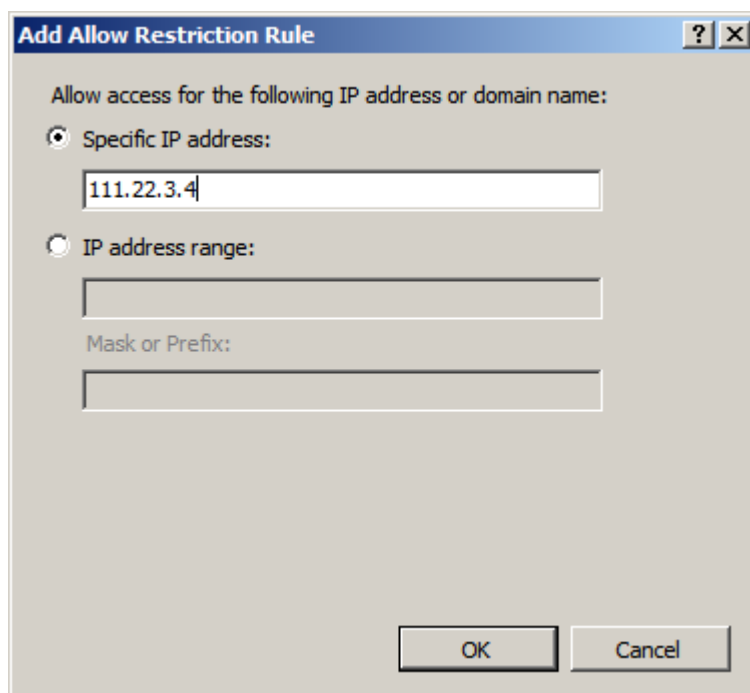 Add Allow Restriction Rule
Allow access for the following IP address or domain name:
Specific IP address:
111.22.3.4
IP address range:
Mask or Prefix:
OK Cancel